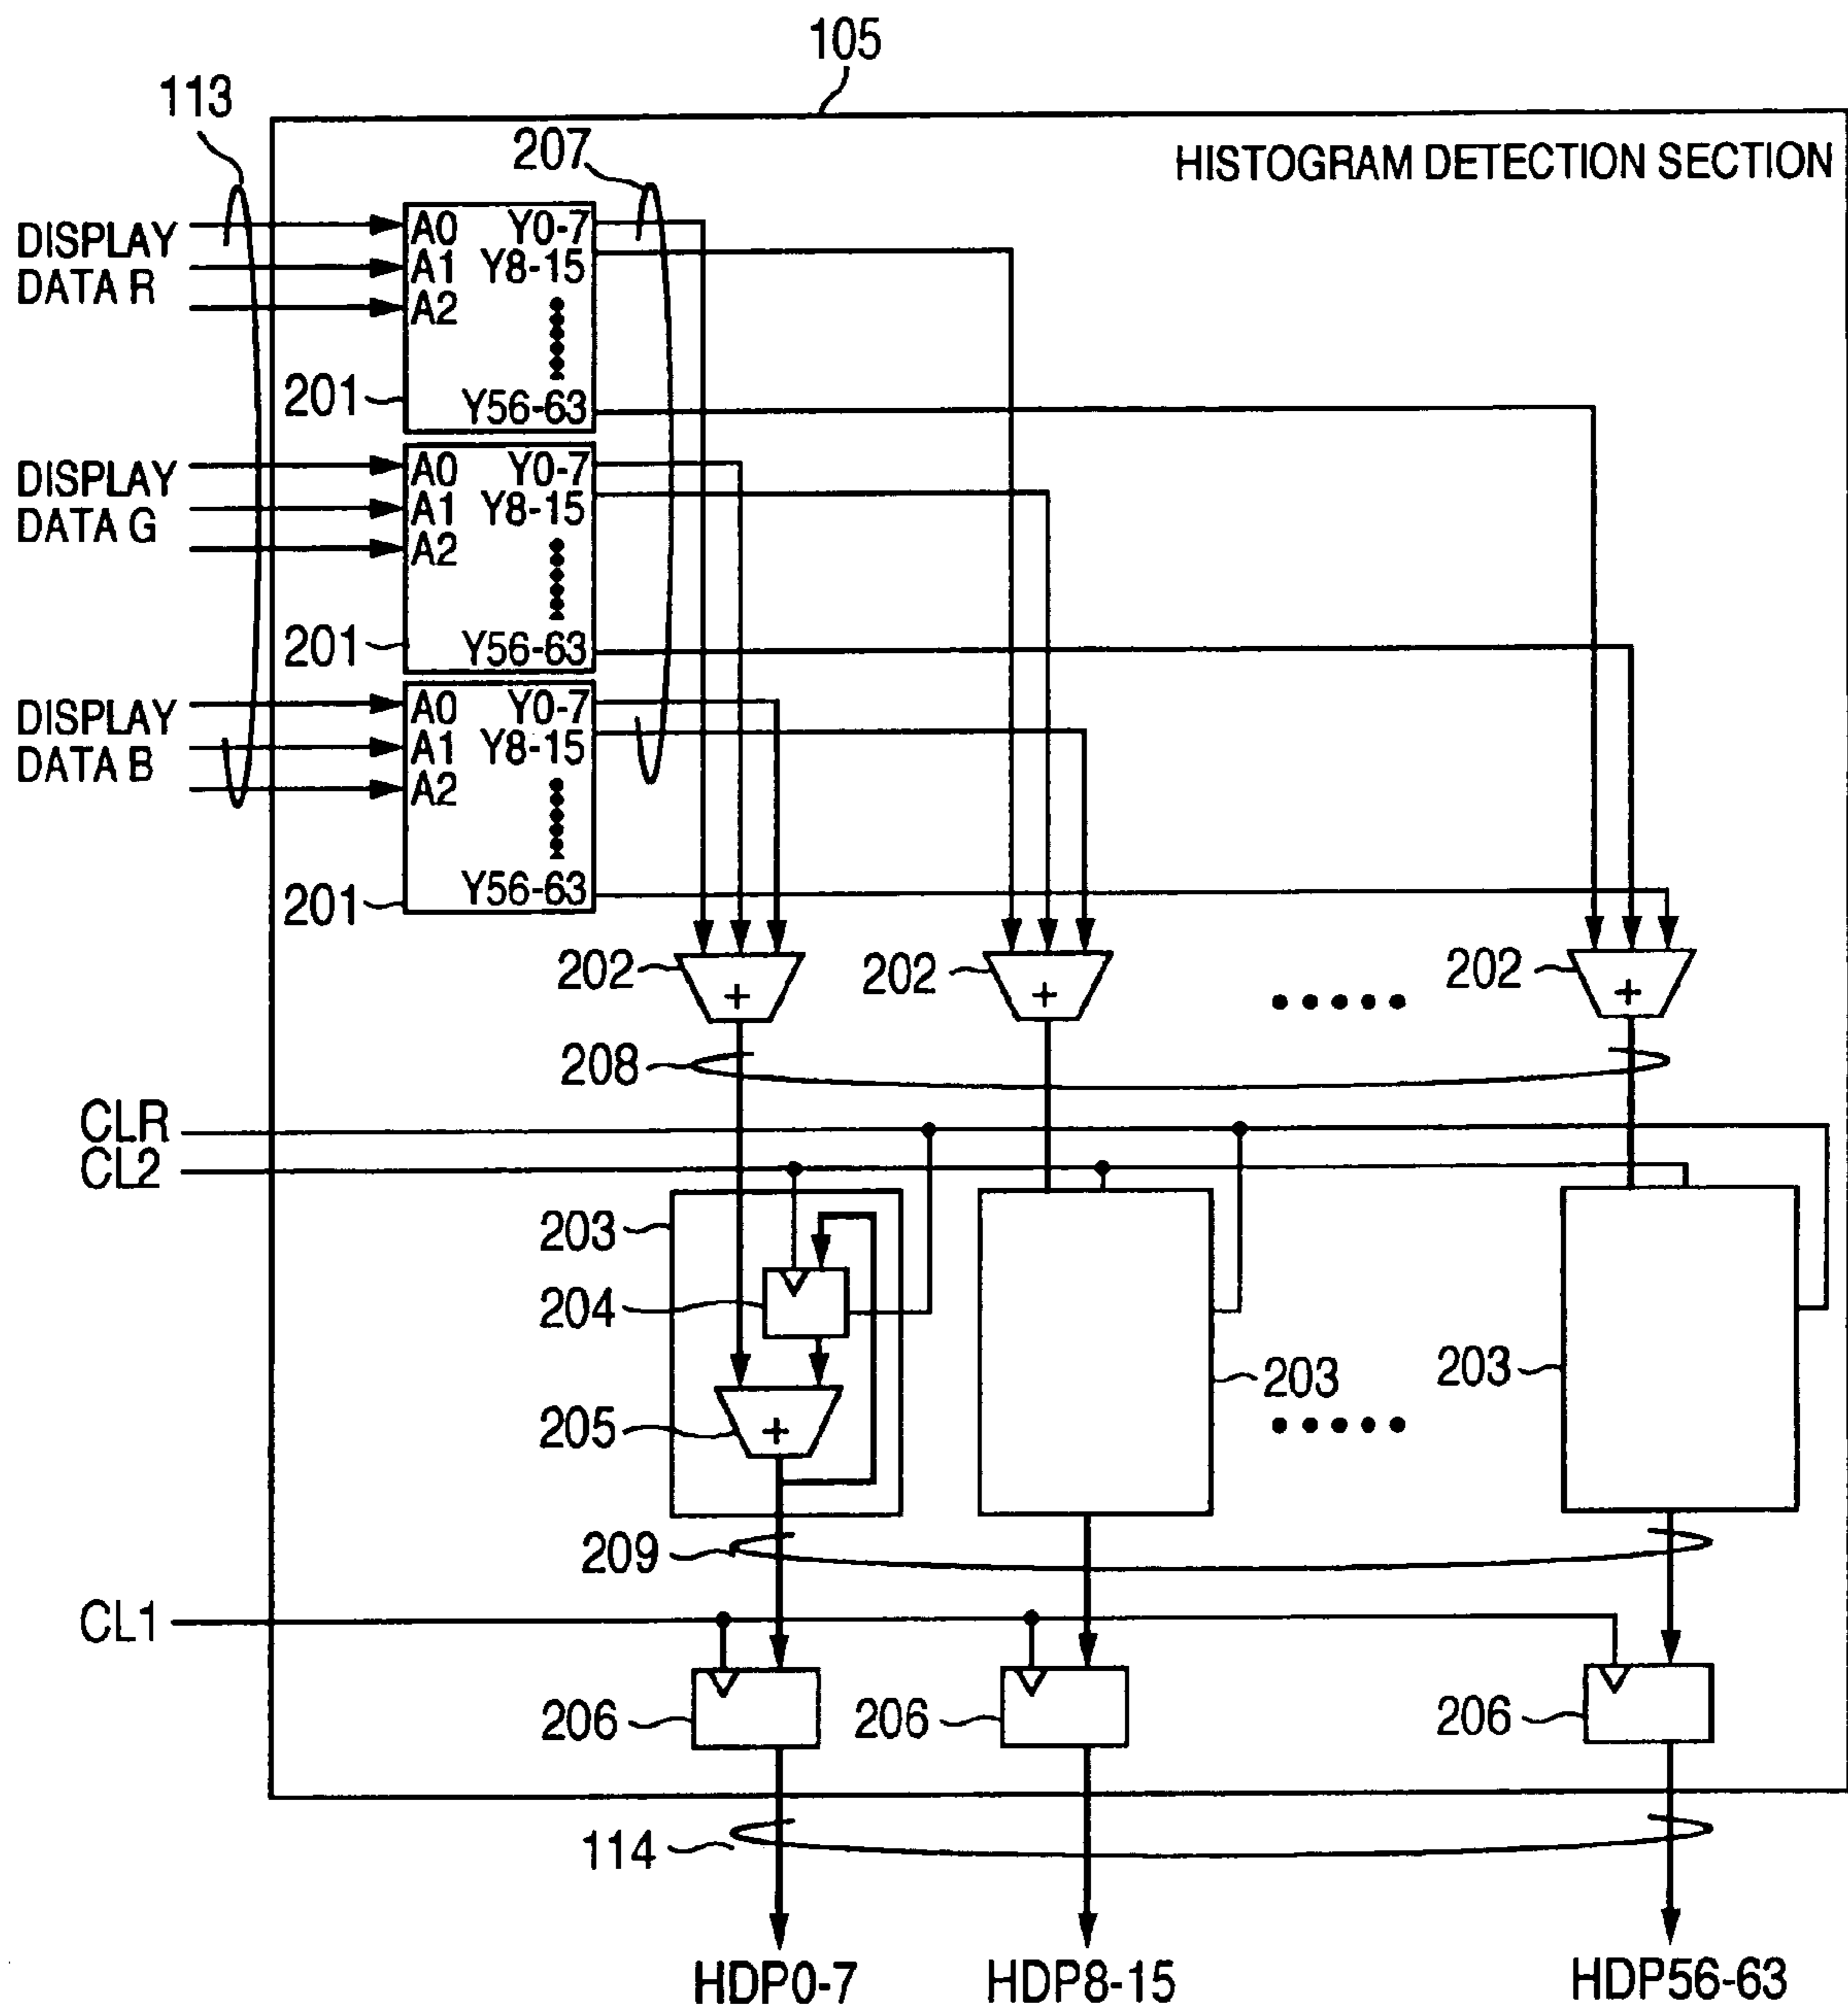 105
113
207
HISTOGRAM DETECTION SECTION
DISPLAY
DATA R
A0
A1
A2
Y0-7
Y8-15
Y56-63
201
DISPLAY
DATA G
A0
A1
A2
Y0-7
Y8-15
Y56-63
201
DISPLAY
DATA B
A0
A1
A2
Y0-7
Y8-15
Y56-63
201
202
+
202
+
202
+
208
CLR
CL2
203
204
205
+
203
203
209
CL1
206
206
206
114
HDP0-7
HDP8-15
HDP56-63